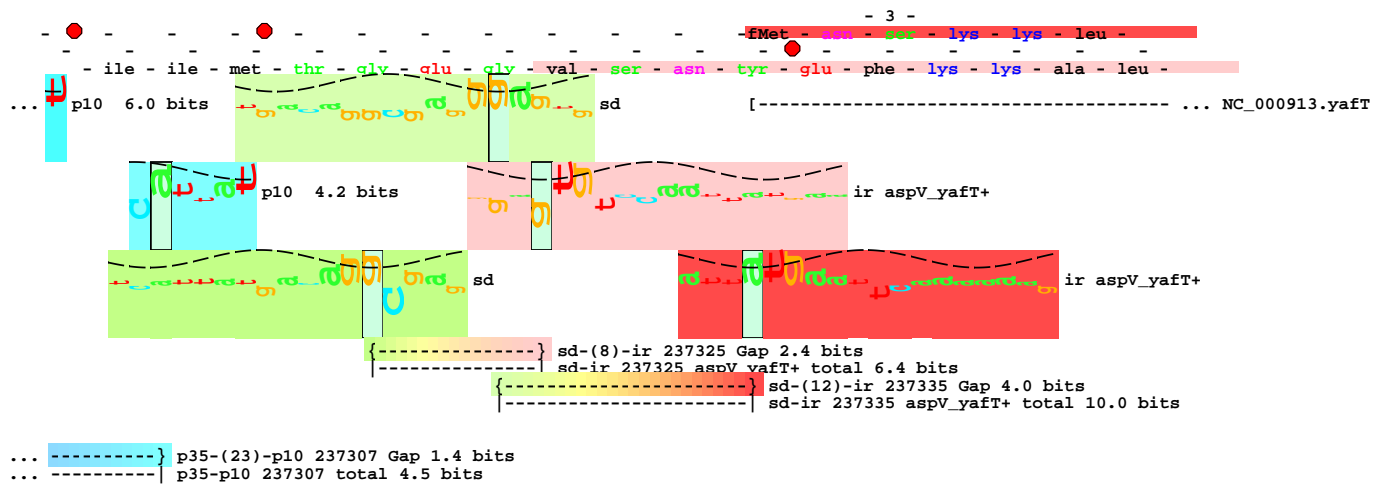 - 3 -
- - - - - - - - - - - fMet - asn - ser - lys - lys - leu -
- - - - - - - - - - - - - - - - -
- ile - ile - met - thr - gly - glu - gly - val - ser - asn - tyr - glu - phe - lys - lys - ala - leu -
... t p10 6.0 bits
sd
[--------------------------------------- ... NC_000913.yafT
p10 4.2 bits
ir aspV_yafT+
sd
ir aspV_yafT+
{---------------} sd-(8)-ir 237325 Gap 2.4 bits
|---------------| sd-ir 237325 aspV_yafT+ total 6.4 bits
{-----------------------} sd-(12)-ir 237335 Gap 4.0 bits
|-----------------------| sd-ir 237335 aspV_yafT+ total 10.0 bits
... ----------} p35-(23)-p10 237307 Gap 1.4 bits
... ----------| p35-p10 237307 total 4.5 bits